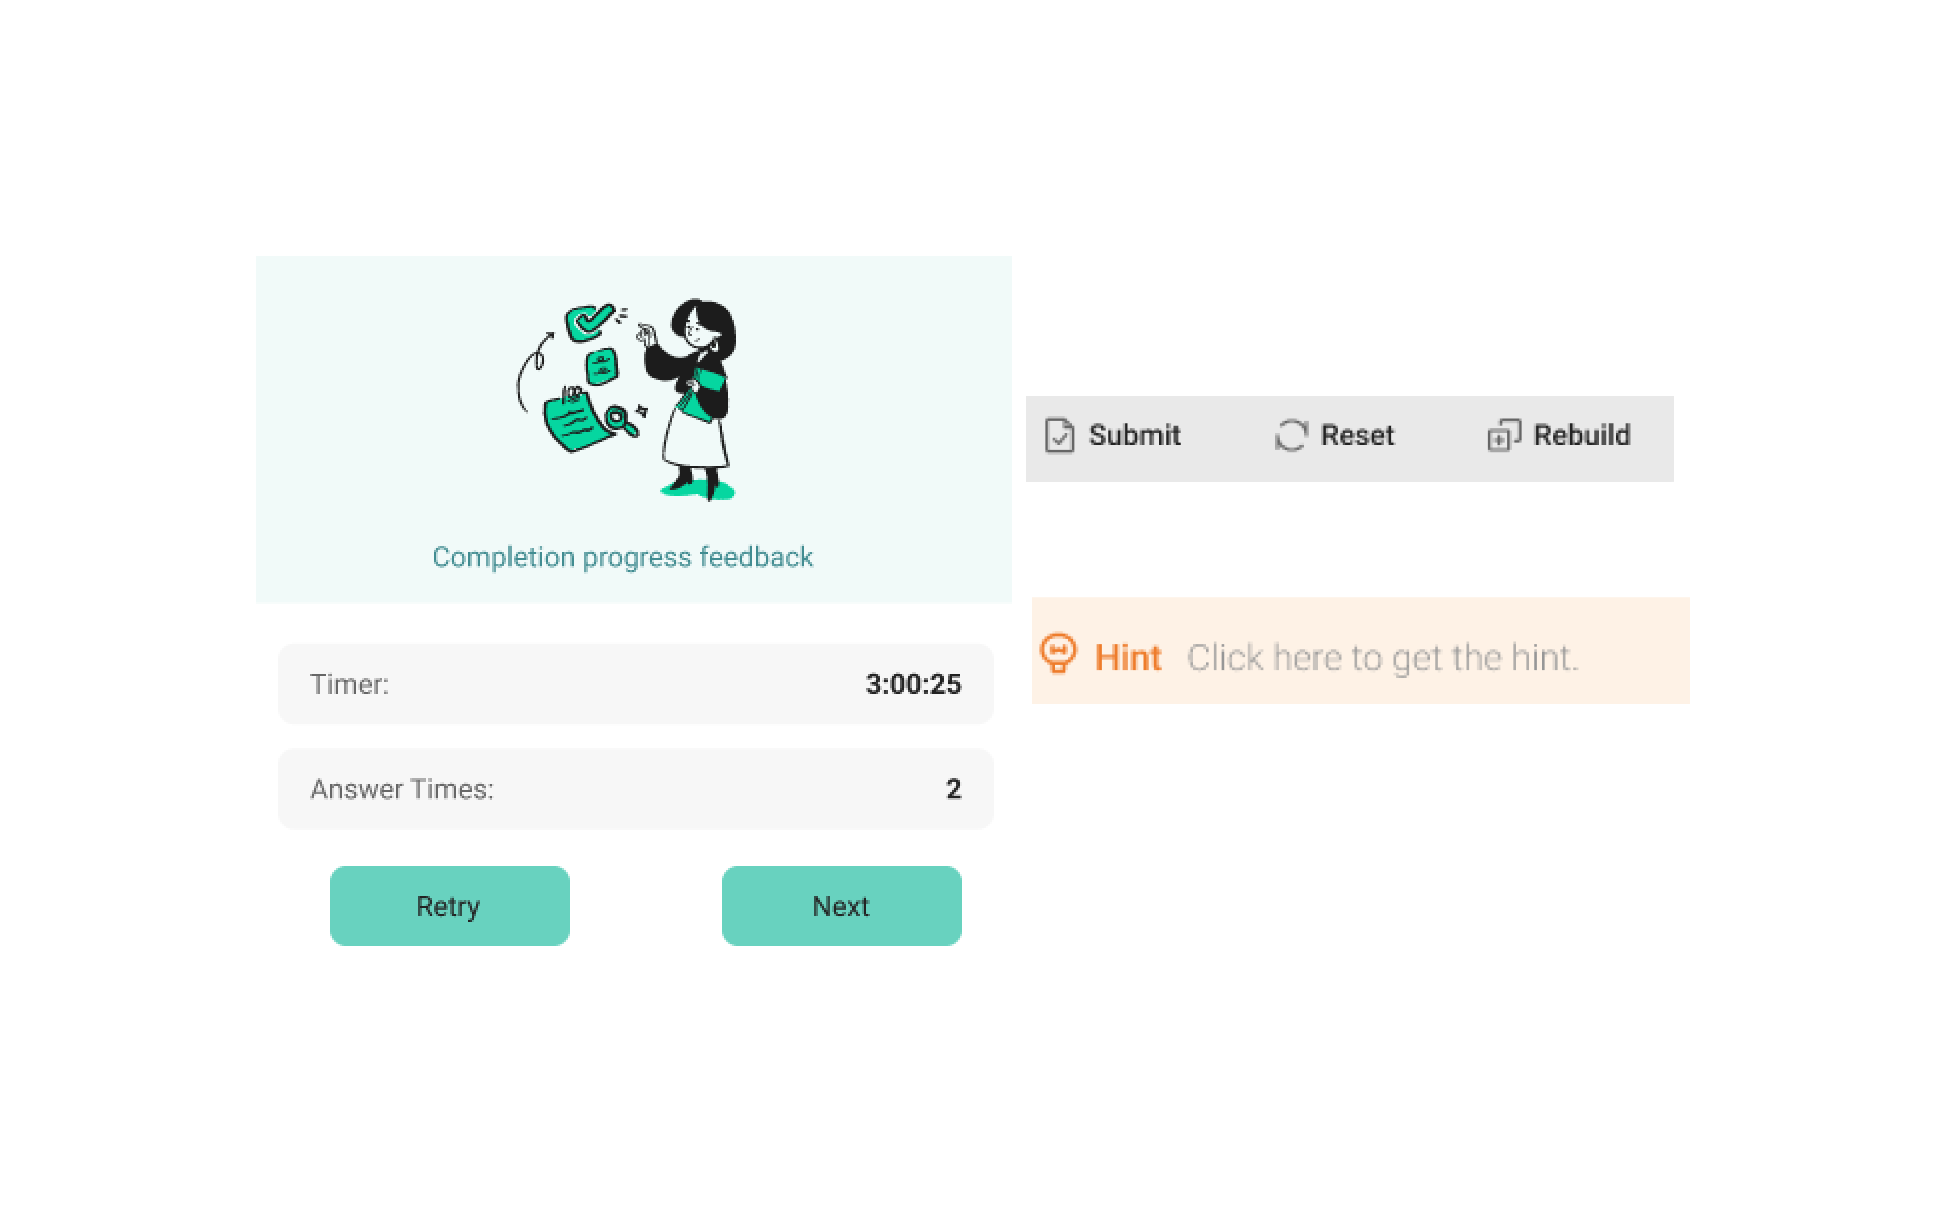 Completion progress feedback
Timer: 3:00:25
Answer Times: 2
Retry Next
Submit Reset Rebuild
Hint Click here to get the hint.